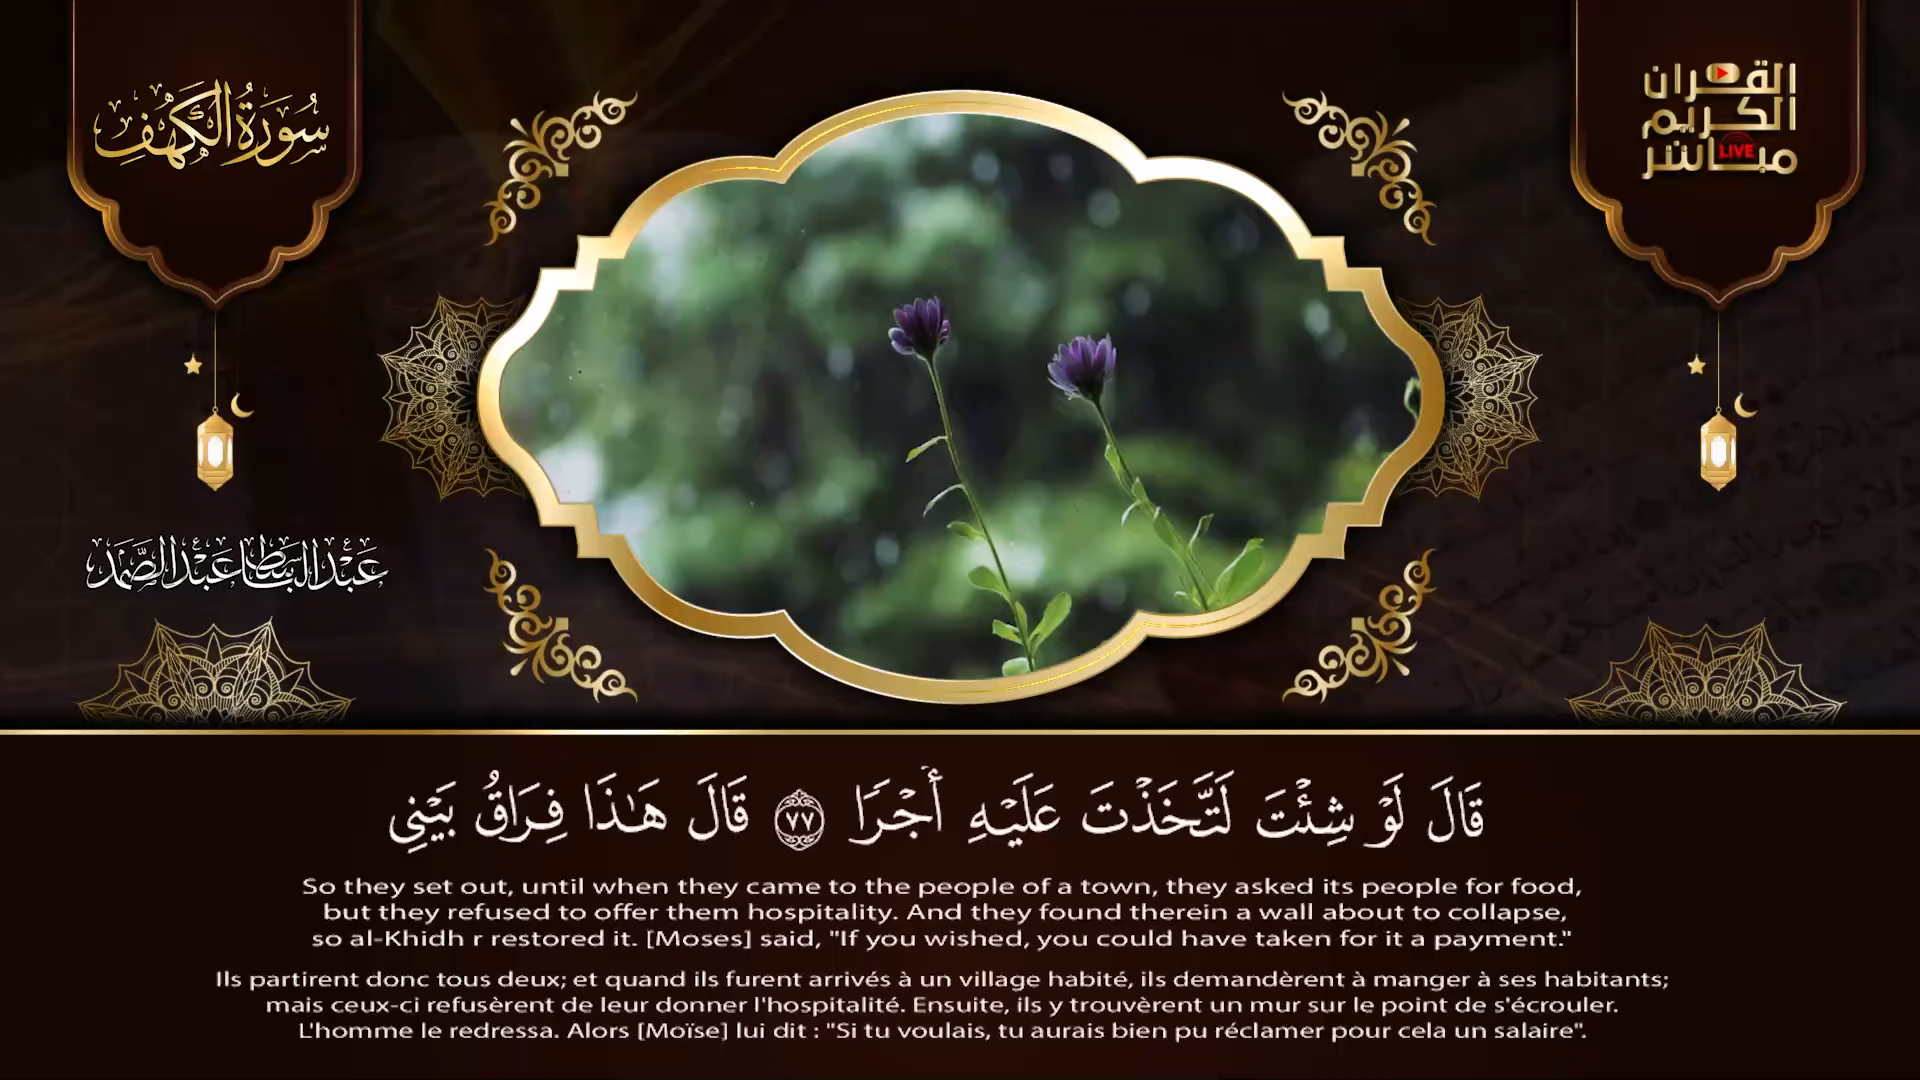 سُورَةُ الكَهْفِ
القرآن
الكريم
مباشر
LIVE
عَبْدُ الْبَاسِطِ عَبْدُ الصَّمَد
قَالَ لَوْ شِئْتَ لَتَّخَذْتَ عَلَيْهِ أَجْرًا ٧٧ قَالَ هَٰذَا فِرَاقُ بَيْنِي
So they set out, until when they came to the people of a town, they asked its people for food,
but they refused to offer them hospitality. And they found therein a wall about to collapse,
so al-Khidh r restored it. [Moses] said, "If you wished, you could have taken for it a payment."
Ils partirent donc tous deux; et quand ils furent arrivés à un village habité, ils demandèrent à manger à ses habitants;
mais ceux-ci refusèrent de leur donner l'hospitalité. Ensuite, ils y trouvèrent un mur sur le point de s'écrouler.
L'homme le redressa. Alors [Moïse] lui dit : "Si tu voulais, tu aurais bien pu réclamer pour cela un salaire".